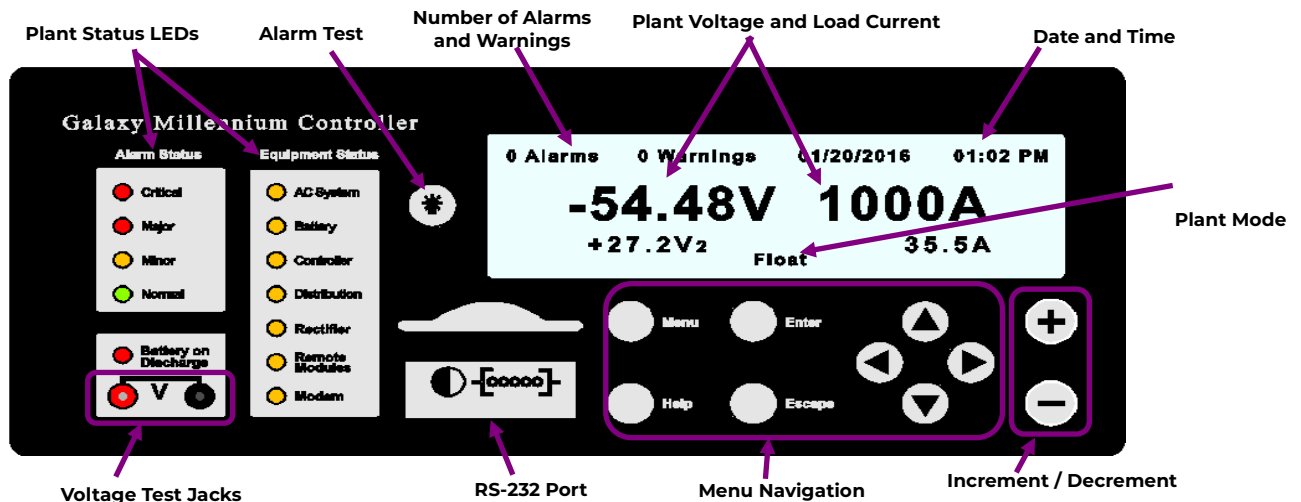 Plant Status LEDs
Alarm Test
Number of Alarms
and Warnings
Plant Voltage and Load Current
Date and Time
Galaxy Millennium Controller
Alarm Status
Equipment Status
Critical
Major
Minor
Normal
Battery on
Discharge
V
AC System
Battery
Controller
Distribution
Rectifier
Remote
Modules
Modem
0 Alarms 0 Warnings 01/20/2016 01:02 PM
-54.48V 1000A
+27.2V2 35.5A
Float
Plant Mode
Menu
Enter
Help
Escape
+
−
Voltage Test Jacks
RS-232 Port
Menu Navigation
Increment / Decrement